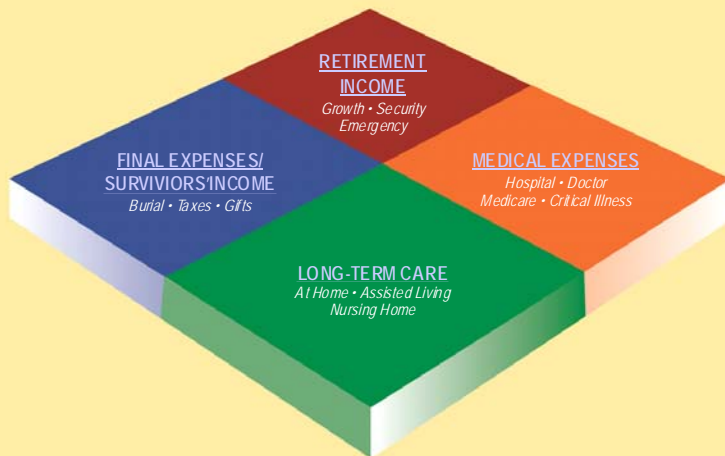 RETIREMENT
INCOME
Growth • Security
Emergency
FINAL EXPENSES/
SURVIVIORS'INCOME
Burial • Taxes • Gifts
MEDICAL EXPENSES
Hospital • Doctor
Medicare • Critical Illness
LONG-TERM CARE
At Home • Assisted Living
Nursing Home